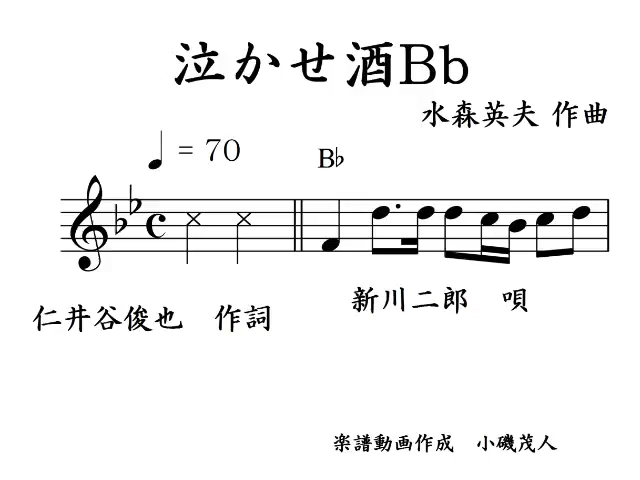 泣かせ酒Bb
水森英夫 作曲
♩ = 70
B♭
仁井谷俊也　作詞
新川二郎　唄
楽譜動画作成　小磯茂人